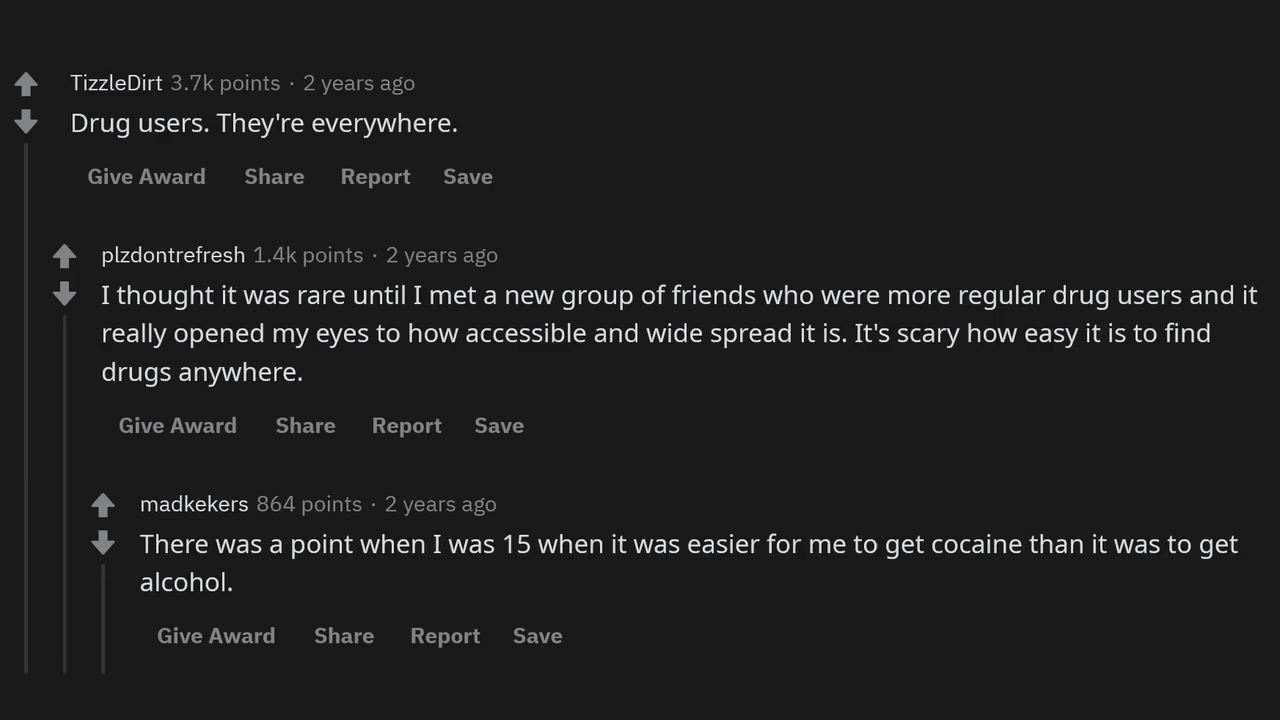 TizzleDirt 3.7k points · 2 years ago
Drug users. They're everywhere.
Give Award Share Report Save
plzdontrefresh 1.4k points · 2 years ago
I thought it was rare until I met a new group of friends who were more regular drug users and it
really opened my eyes to how accessible and wide spread it is. It's scary how easy it is to find
drugs anywhere.
Give Award Share Report Save
madkekers 864 points · 2 years ago
There was a point when I was 15 when it was easier for me to get cocaine than it was to get
alcohol.
Give Award Share Report Save